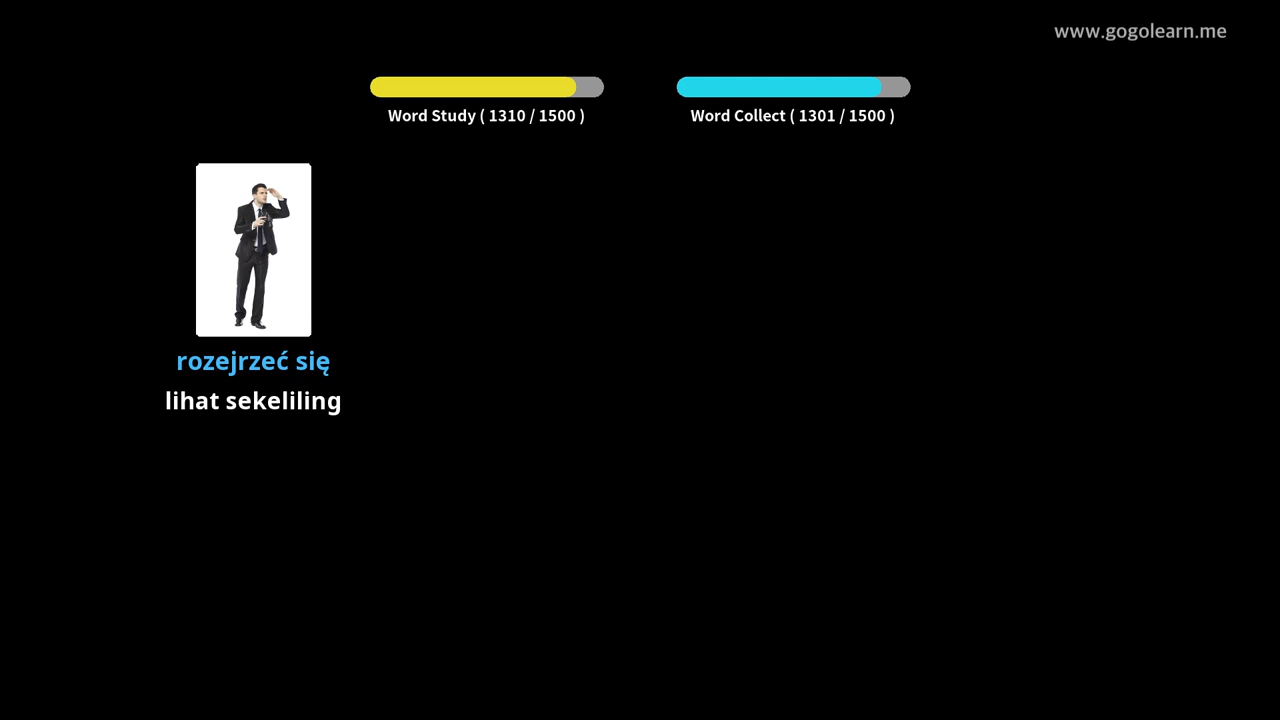 www.gogolearn.me
Word Study ( 1310 / 1500 )
Word Collect ( 1301 / 1500 )
rozejrzeć się
lihat sekeliling